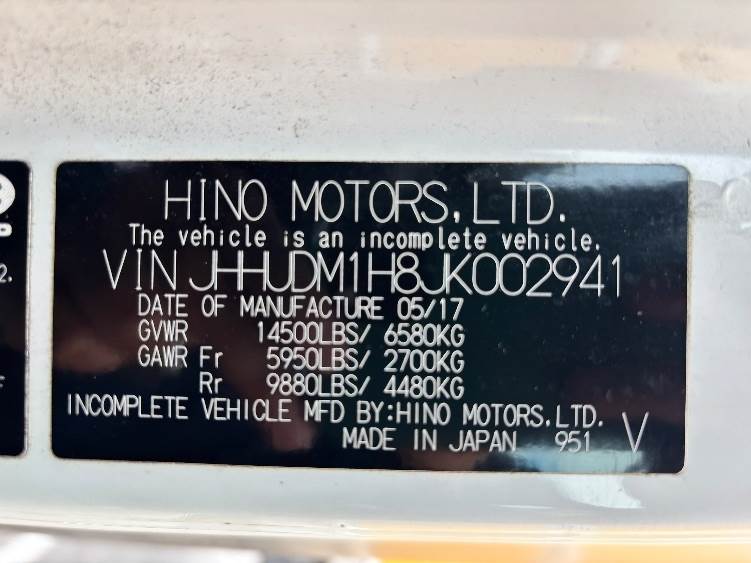 HINO MOTORS,LTD.
The vehicle is an incomplete vehicle.
VIN JHHUDM1H8JK002941
DATE OF MANUFACTURE 05/17
GVWR 14500LBS/ 6580KG
GAWR Fr 5950LBS/ 2700KG
Rr 9880LBS/ 4480KG
INCOMPLETE VEHICLE MFD BY:HINO MOTORS,LTD.
MADE IN JAPAN 951 V
2.